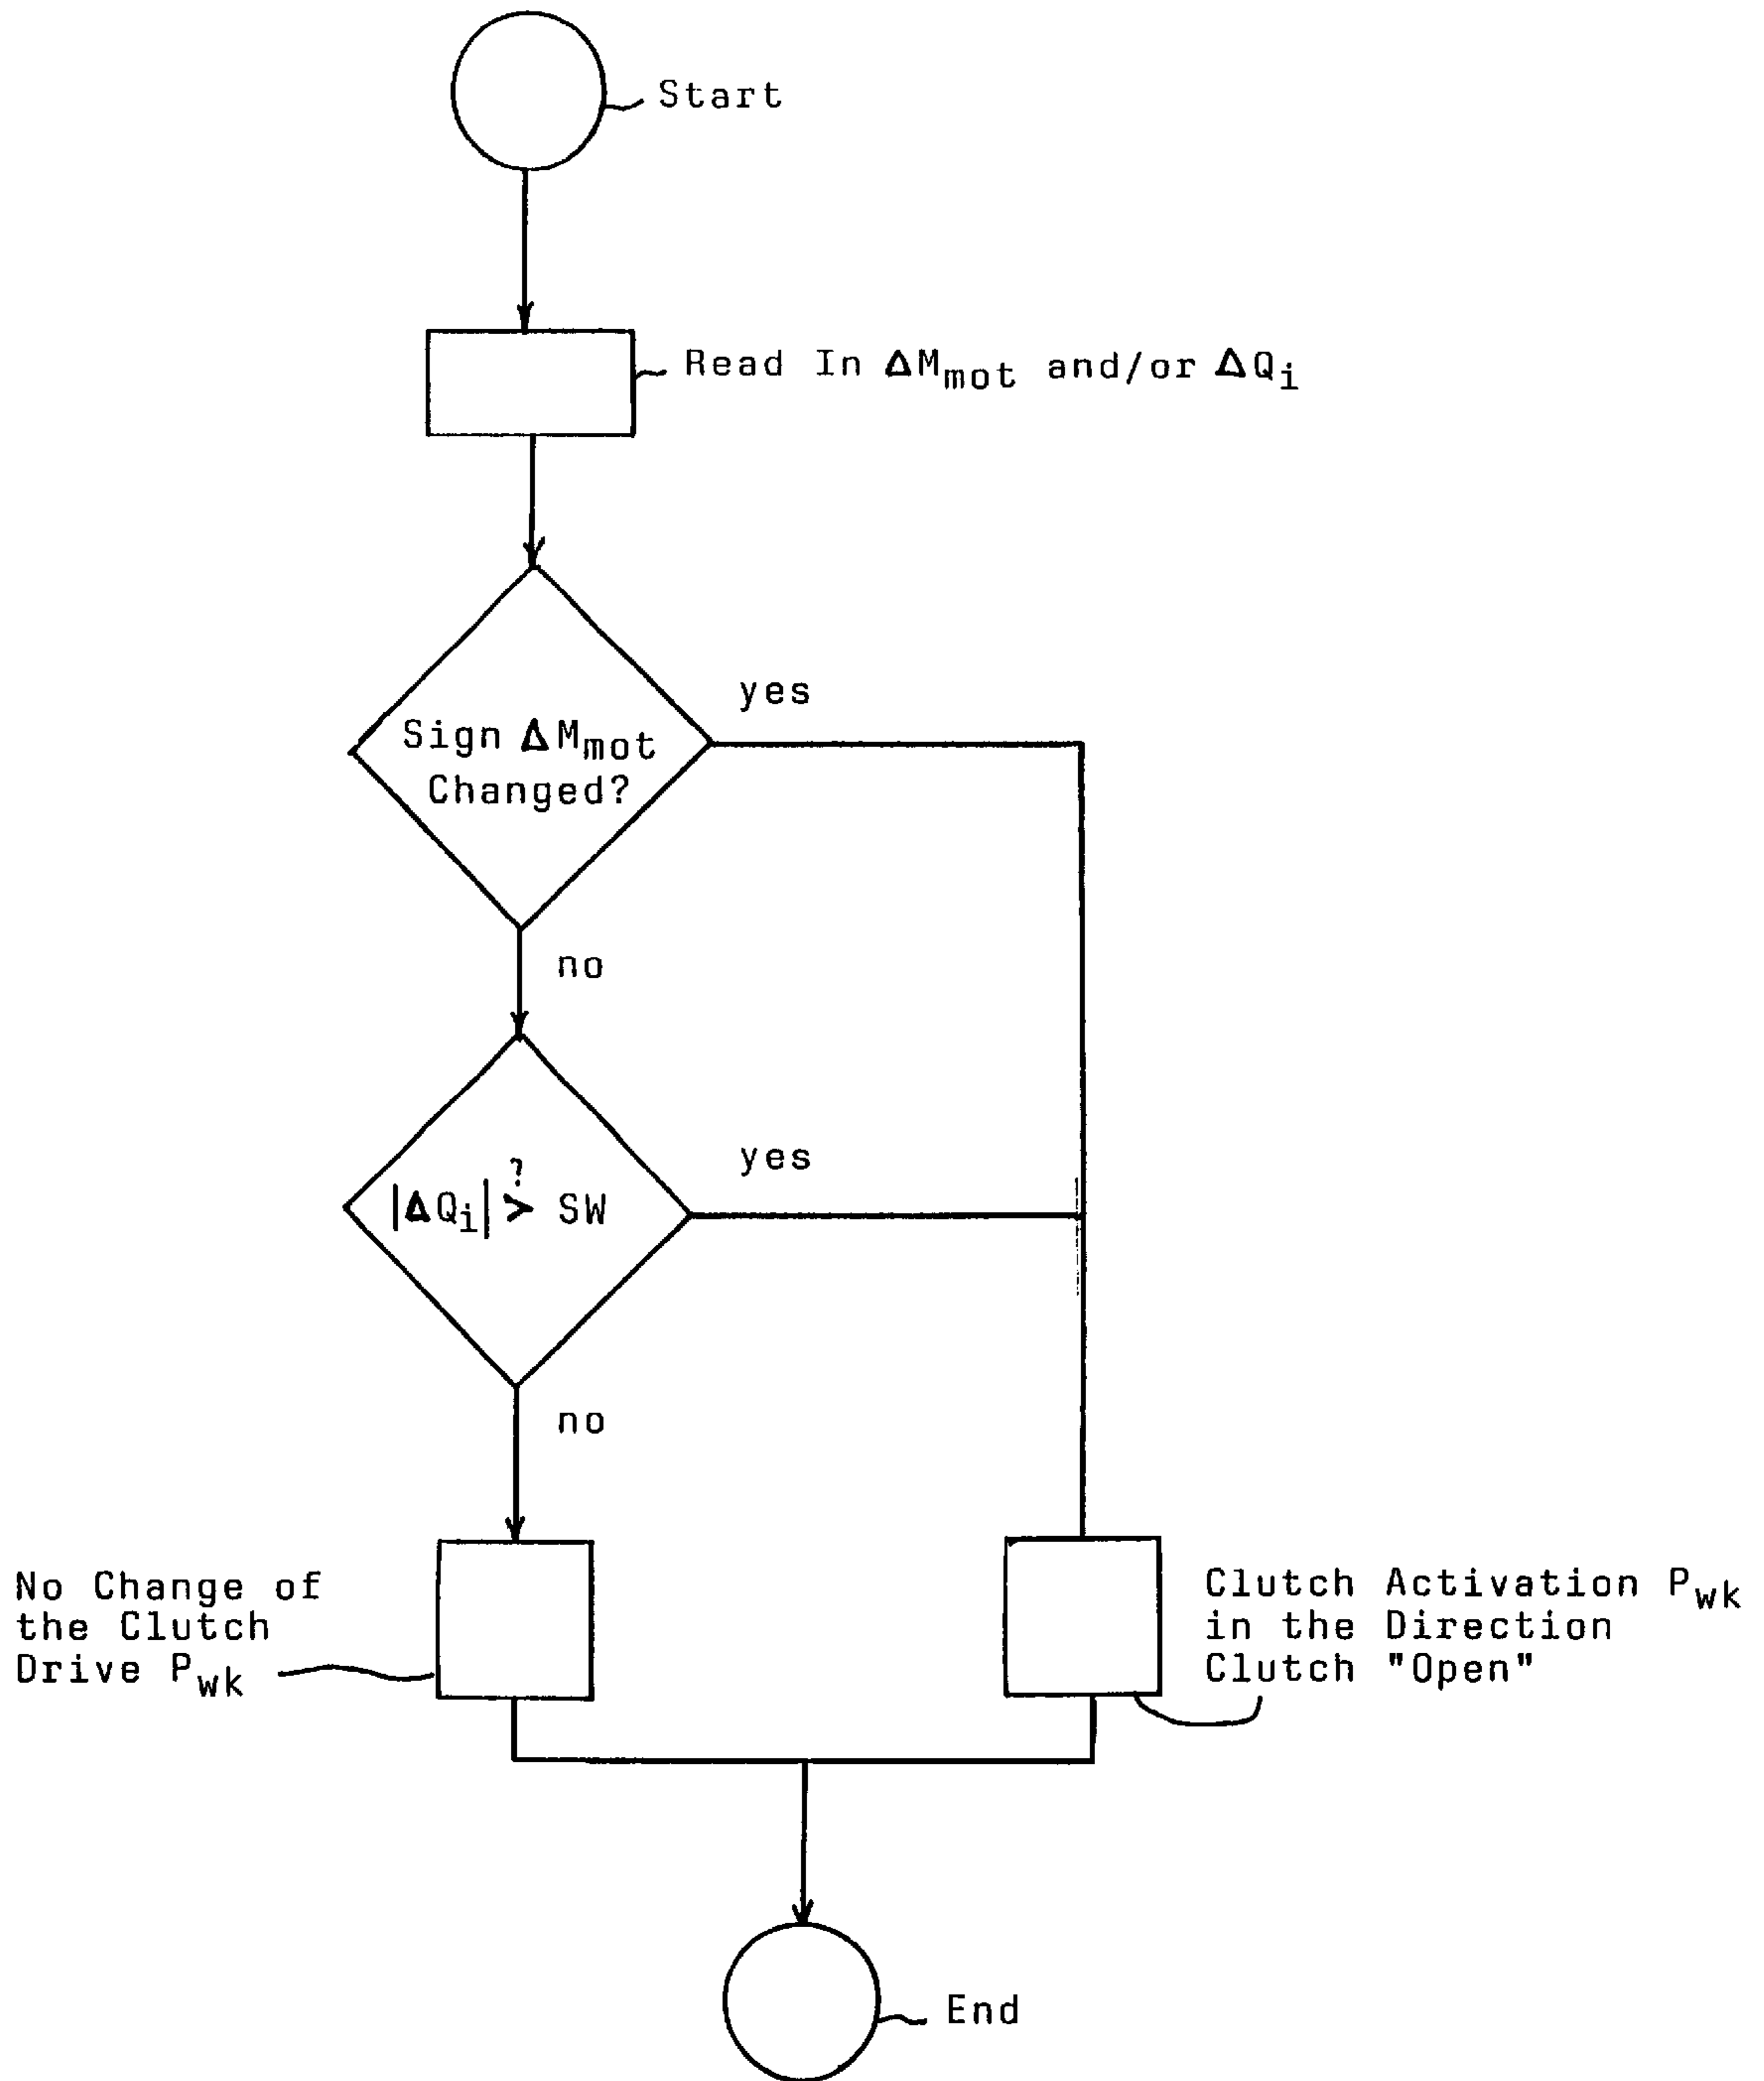 Start
Read In ΔMmot and/or ΔQi
yes
Sign ΔMmot
Changed?
no
yes
?
|ΔQi| > SW
no
No Change of
the Clutch
Drive Pwk
Clutch Activation Pwk
in the Direction
Clutch "Open"
End